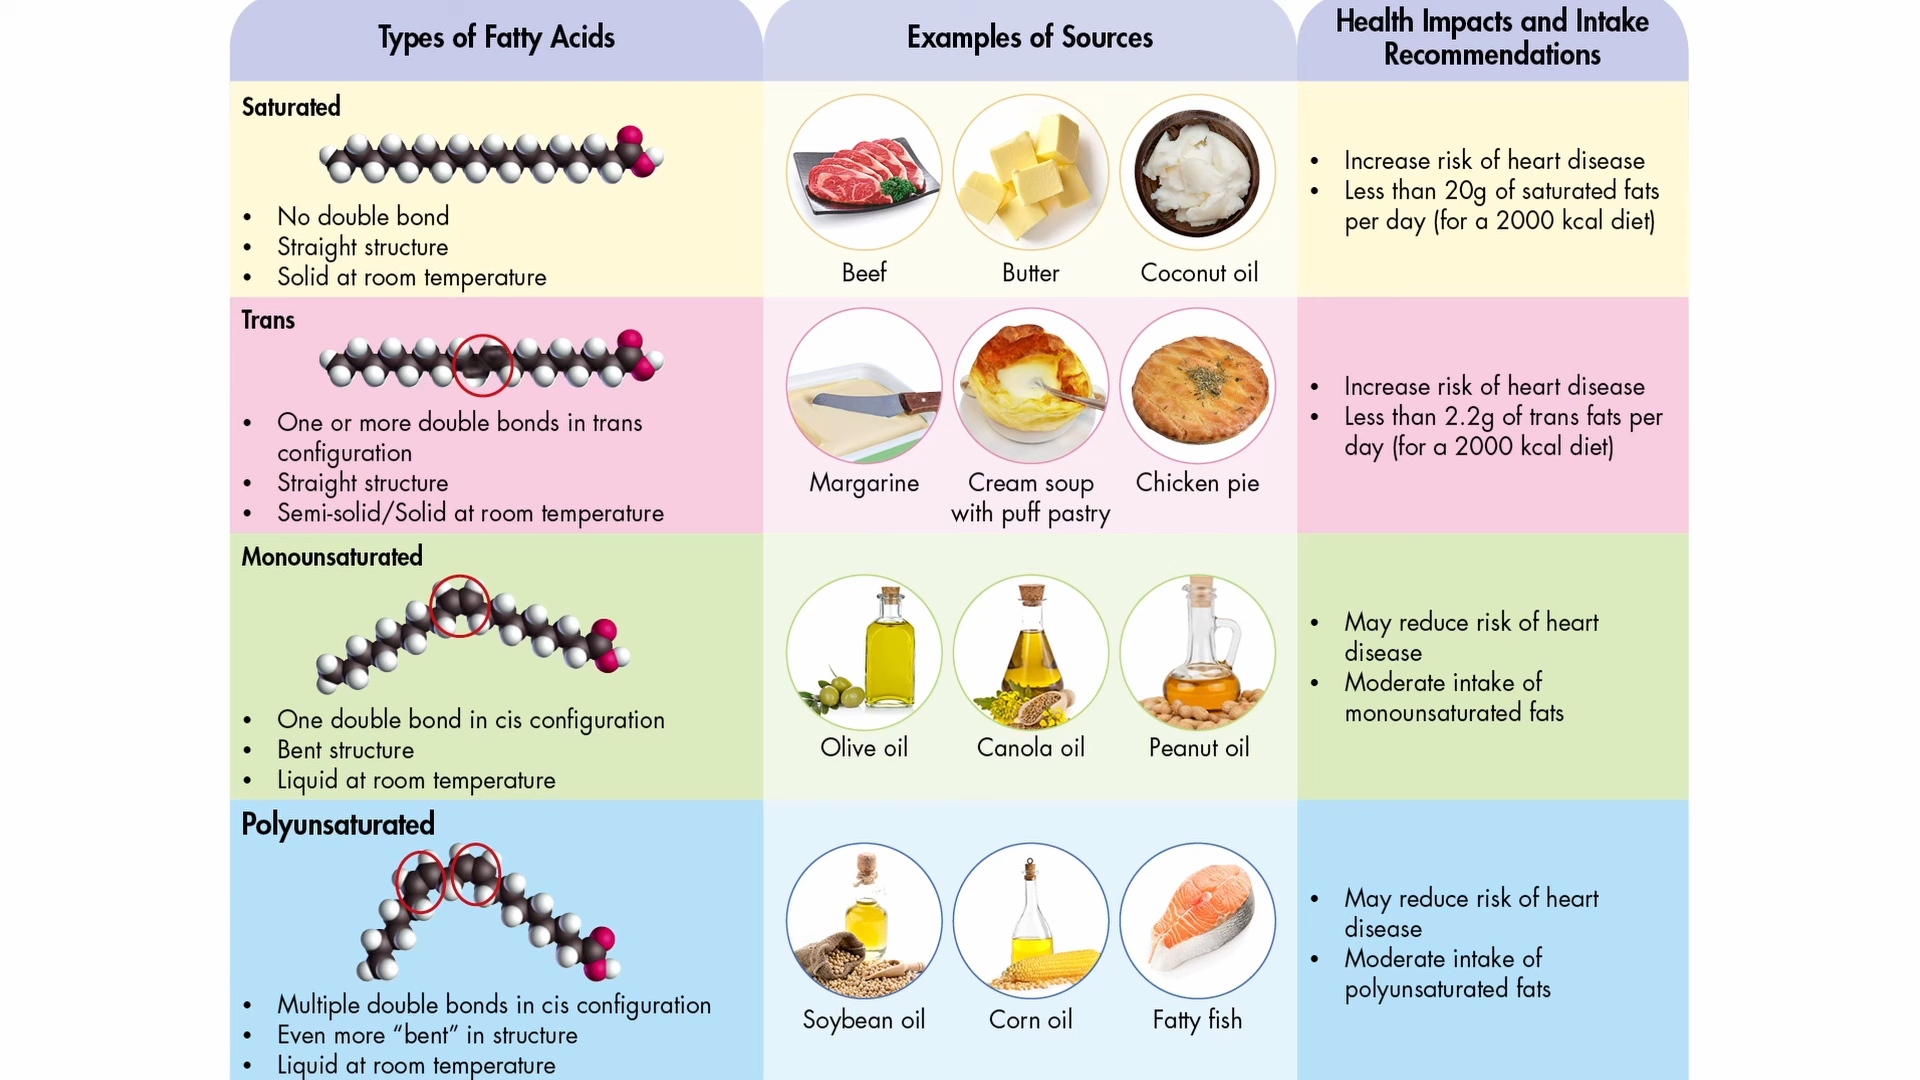 Types of Fatty Acids
Examples of Sources
Health Impacts and Intake
Recommendations
Saturated
• No double bond
• Straight structure
• Solid at room temperature
Beef
Butter
Coconut oil
• Increase risk of heart disease
• Less than 20g of saturated fats
per day (for a 2000 kcal diet)
Trans
• One or more double bonds in trans
configuration
• Straight structure
• Semi-solid/Solid at room temperature
Margarine
Cream soup
with puff pastry
Chicken pie
• Increase risk of heart disease
• Less than 2.2g of trans fats per
day (for a 2000 kcal diet)
Monounsaturated
• One double bond in cis configuration
• Bent structure
• Liquid at room temperature
Olive oil
Canola oil
Peanut oil
• May reduce risk of heart
disease
• Moderate intake of
monounsaturated fats
Polyunsaturated
• Multiple double bonds in cis configuration
• Even more “bent” in structure
• Liquid at room temperature
Soybean oil
Corn oil
Fatty fish
• May reduce risk of heart
disease
• Moderate intake of
polyunsaturated fats